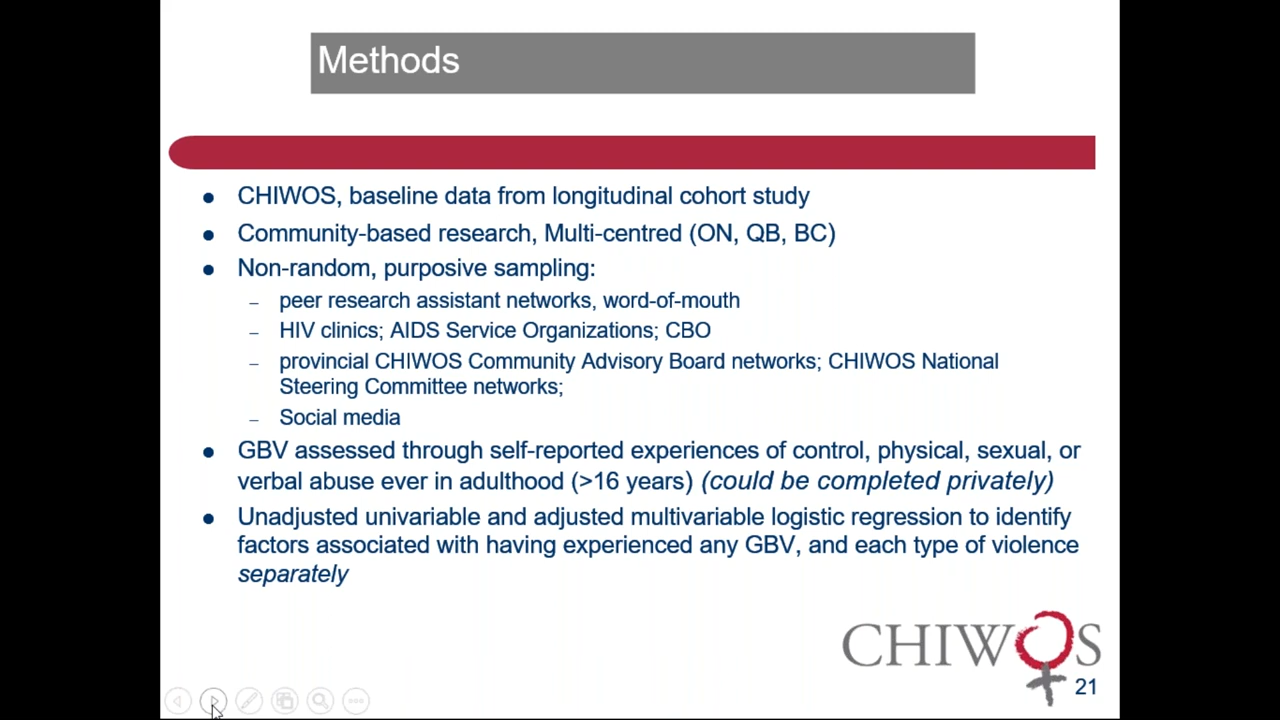 Methods
● CHIWOS, baseline data from longitudinal cohort study
● Community-based research, Multi-centred (ON, QB, BC)
● Non-random, purposive sampling:
– peer research assistant networks, word-of-mouth
– HIV clinics; AIDS Service Organizations; CBO
– provincial CHIWOS Community Advisory Board networks; CHIWOS National
Steering Committee networks;
– Social media
● GBV assessed through self-reported experiences of control, physical, sexual, or
verbal abuse ever in adulthood (>16 years) (could be completed privately)
● Unadjusted univariable and adjusted multivariable logistic regression to identify
factors associated with having experienced any GBV, and each type of violence
separately
CHIWOS
21